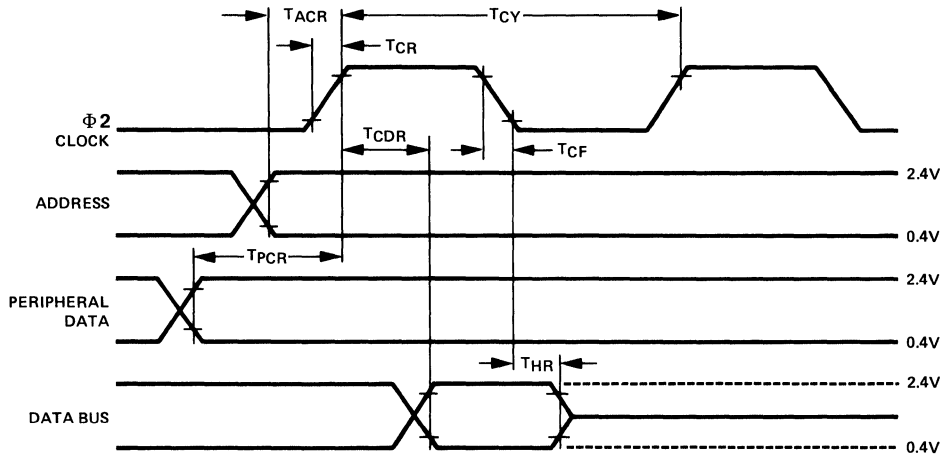 TACR
TCY
TCR
Φ2
CLOCK
TCDR
TCF
ADDRESS
2.4V
0.4V
TPCR
PERIPHERAL
DATA
2.4V
0.4V
THR
DATA BUS
2.4V
0.4V